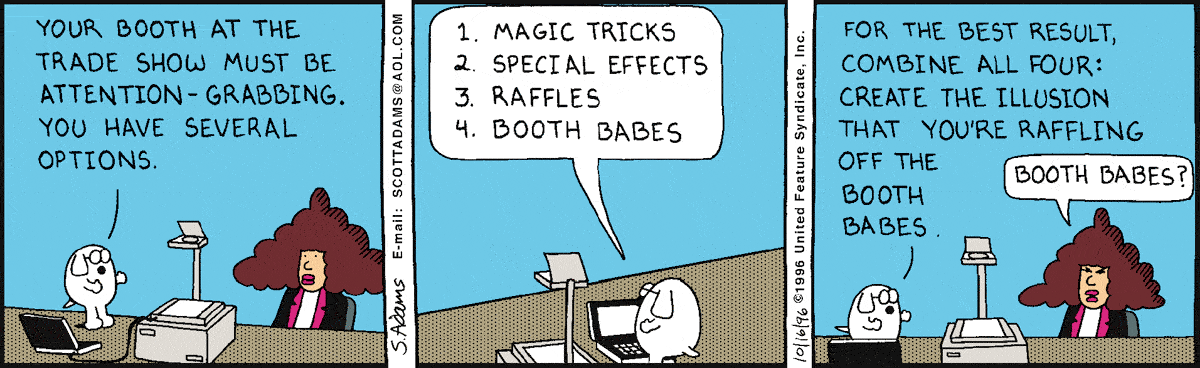 YOUR BOOTH AT THE
TRADE SHOW MUST BE
ATTENTION-GRABBING.
YOU HAVE SEVERAL
OPTIONS.
S. Adams E-mail: SCOTTADAMS@AOL.COM
1. MAGIC TRICKS
2. SPECIAL EFFECTS
3. RAFFLES
4. BOOTH BABES
10/16/96 ©1996 United Feature Syndicate, Inc.
FOR THE BEST RESULT,
COMBINE ALL FOUR:
CREATE THE ILLUSION
THAT YOU'RE RAFFLING
OFF THE
BOOTH
BABES.
BOOTH BABES?